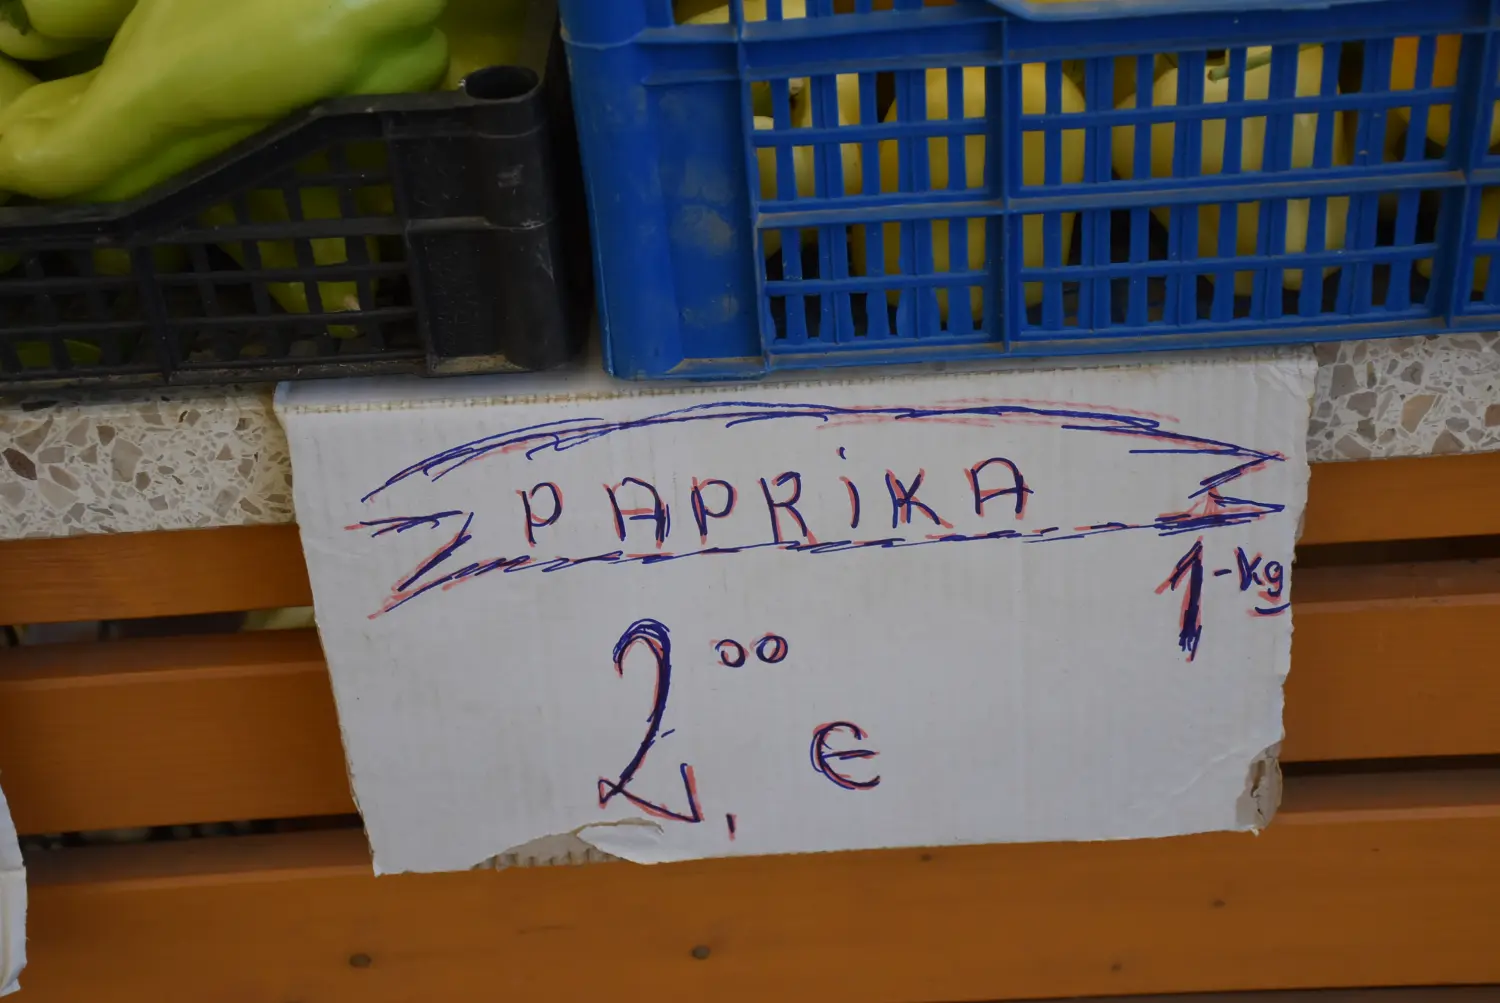 PAPRiKA
1-kg
2,00 €